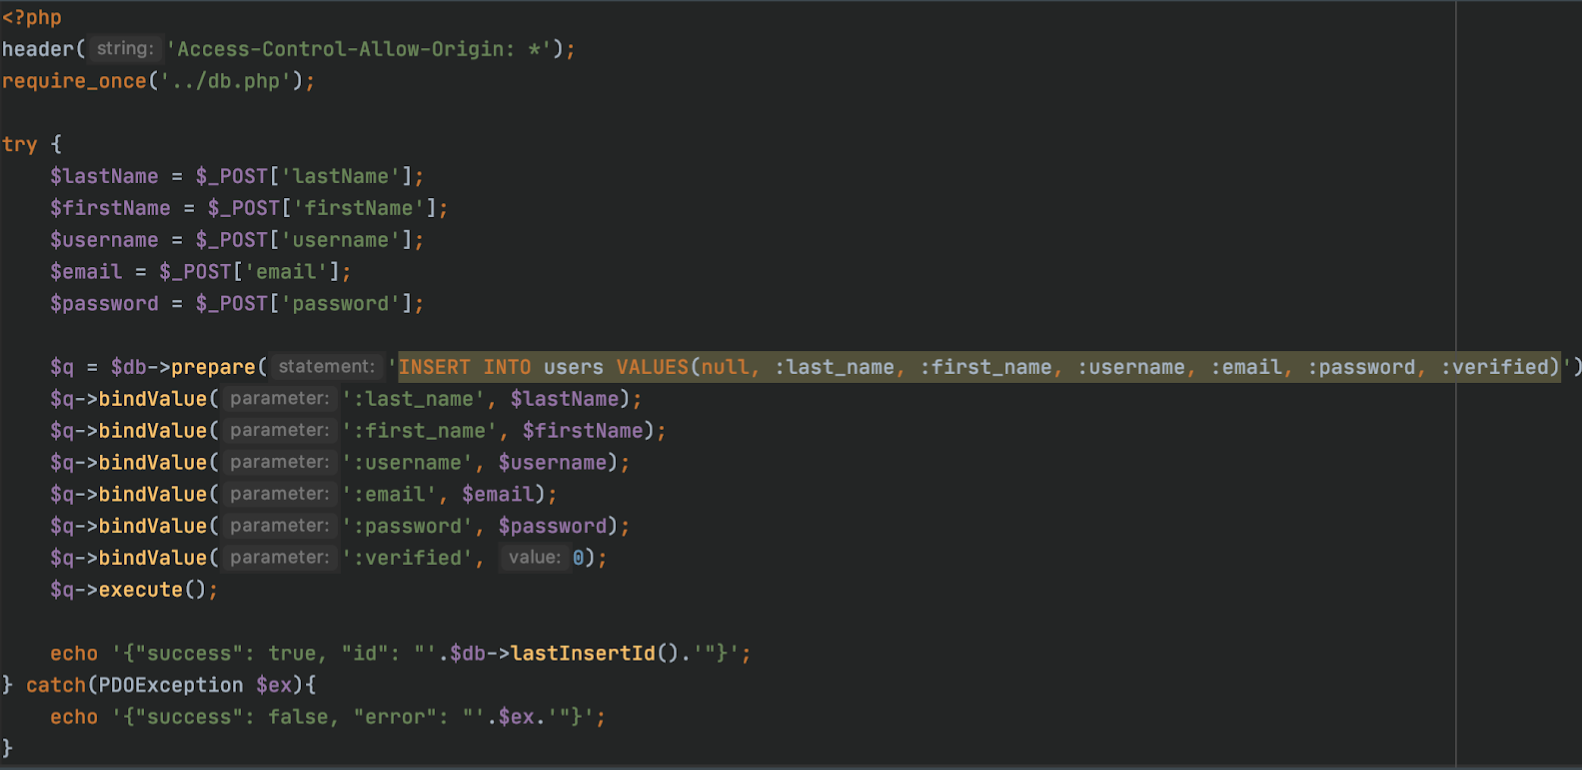 <?php
header( string: 'Access-Control-Allow-Origin: *');
require_once('../db.php');
try {
$lastName = $_POST['lastName'];
$firstName = $_POST['firstName'];
$username = $_POST['username'];
$email = $_POST['email'];
$password = $_POST['password'];
$q = $db->prepare( statement: 'INSERT INTO users VALUES(null, :last_name, :first_name, :username, :email, :password, :verified)')
$q->bindValue( parameter: ':last_name', $lastName);
$q->bindValue( parameter: ':first_name', $firstName);
$q->bindValue( parameter: ':username', $username);
$q->bindValue( parameter: ':email', $email);
$q->bindValue( parameter: ':password', $password);
$q->bindValue( parameter: ':verified', value: 0);
$q->execute();
echo '{"success": true, "id": "'.$db->lastInsertId().'"}';
} catch(PDOException $ex){
echo '{"success": false, "error": "'.$ex.'"}';
}